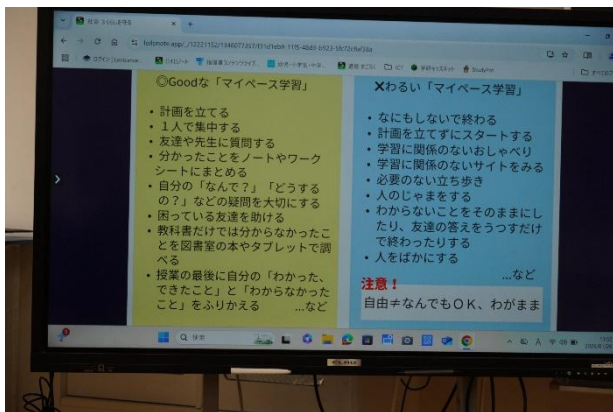 社会 3 くらしを守る
◎Goodな「マイペース学習」
• 計画を立てる
• １人で集中する
• 友達や先生に質問する
• 分かったことをノートやワーク
シートにまとめる
• 自分の「なんで？」「どうする
の？」などの疑問を大切にする
• 困っている友達を助ける
• 教科書だけでは分からなかったこ
とを図書室の本やタブレットで調
べる
• 授業の最後に自分の「わかった、
できたこと」と「わからなかった
こと」をふりかえる …など
✕わるい「マイペース学習」
• なにもしないで終わる
• 計画を立てずにスタートする
• 学習に関係のないおしゃべり
• 学習に関係のないサイトをみる
• 必要のない立ち歩き
• 人のじゃまをする
• わからないことをそのままにし
たり、友達の答えをうつすだけ
で終わったりする
• 人をばかにする
…など
注意！
自由≠なんでもＯＫ、わがまま
検索